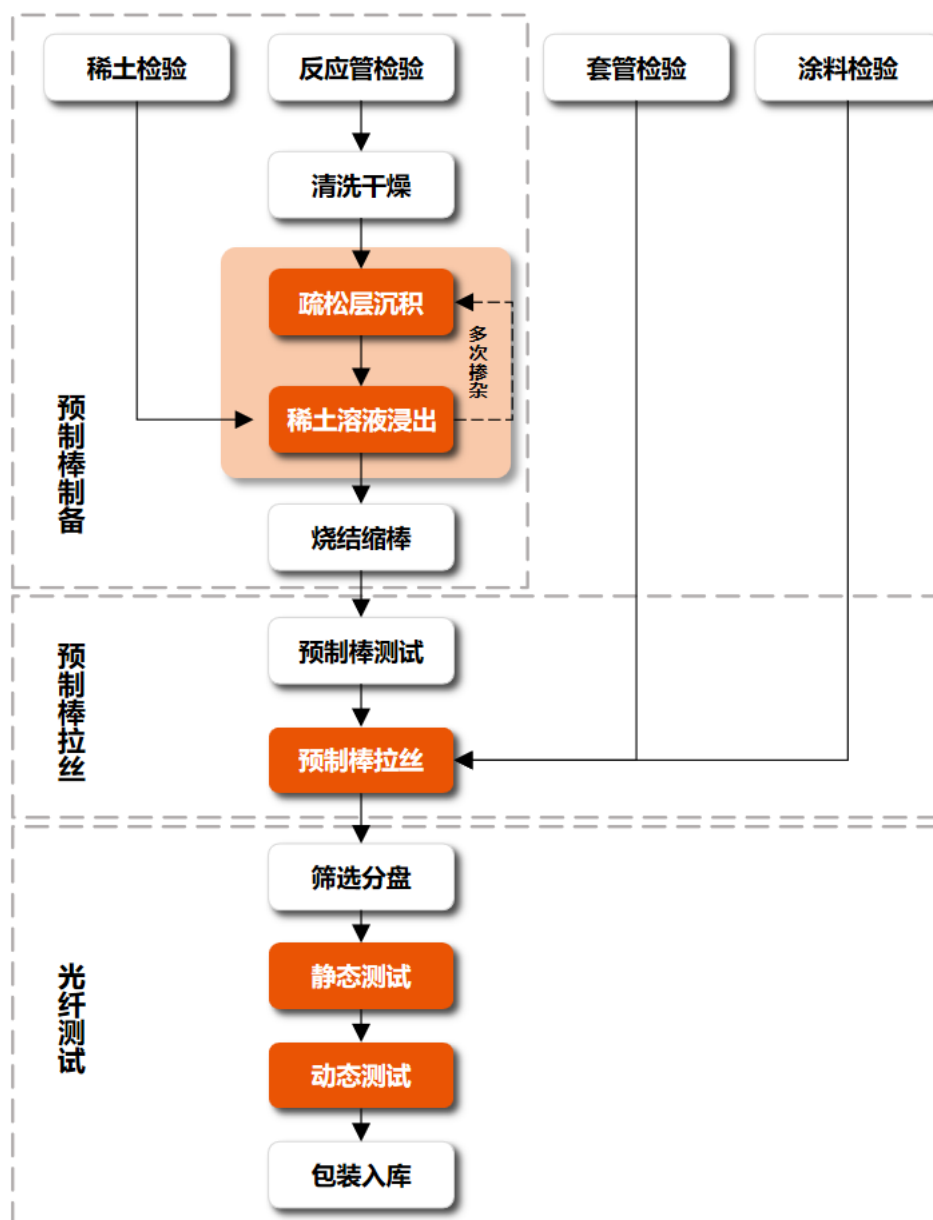 稀土检验
反应管检验
套管检验
涂料检验
清洗干燥
疏松层沉积
多次掺杂
稀土溶液浸出
预制棒制备
烧结缩棒
预制棒测试
预制棒拉丝
预制棒拉丝
筛选分盘
静态测试
光纤测试
动态测试
包装入库